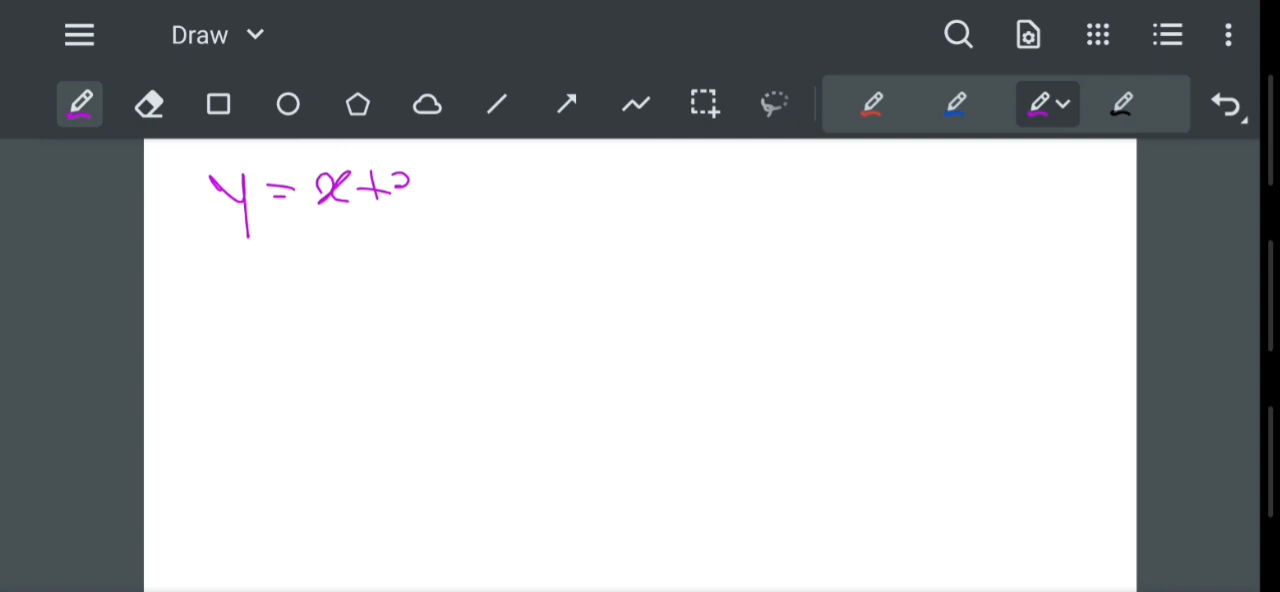 Draw
y = x+